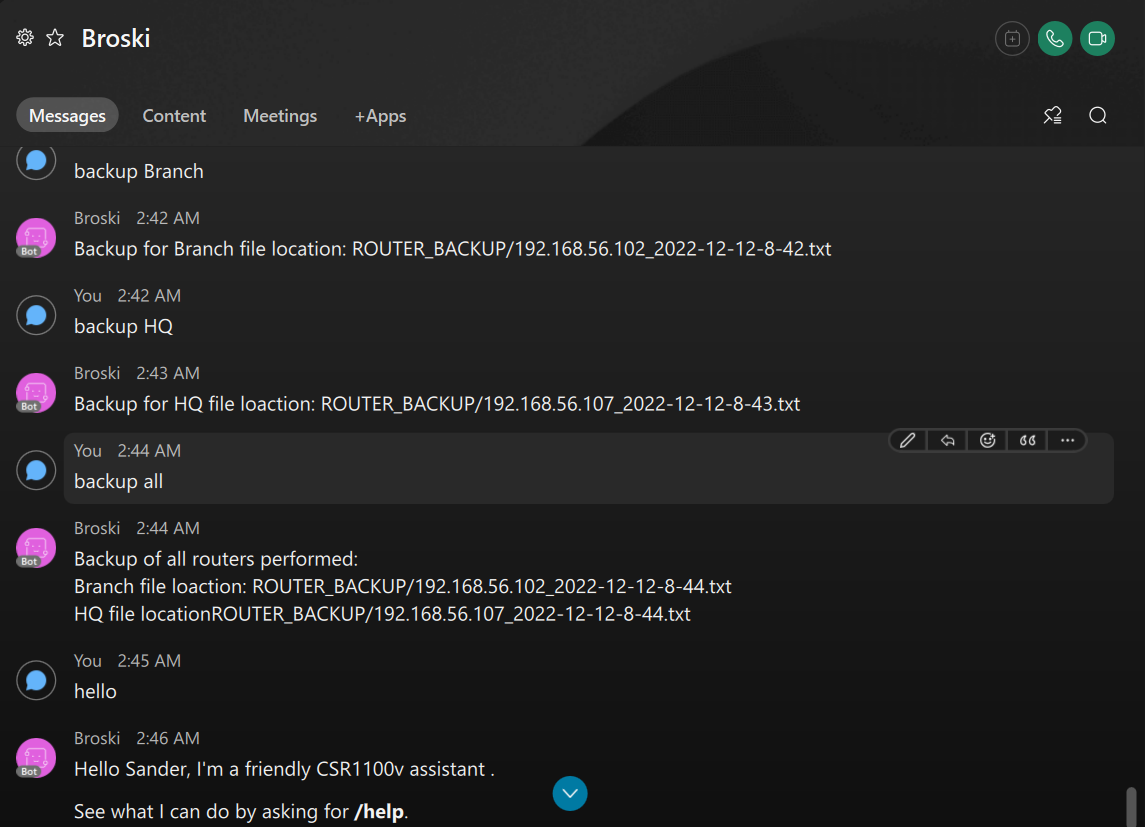 Broski
Messages Content Meetings +Apps
backup Branch
Broski 2:42 AM
Bot
Backup for Branch file location: ROUTER_BACKUP/192.168.56.102_2022-12-12-8-42.txt
You 2:42 AM
backup HQ
Broski 2:43 AM
Bot
Backup for HQ file loaction: ROUTER_BACKUP/192.168.56.107_2022-12-12-8-43.txt
You 2:44 AM
backup all
Broski 2:44 AM
Bot
Backup of all routers performed:
Branch file loaction: ROUTER_BACKUP/192.168.56.102_2022-12-12-8-44.txt
HQ file locationROUTER_BACKUP/192.168.56.107_2022-12-12-8-44.txt
You 2:45 AM
hello
Broski 2:46 AM
Bot
Hello Sander, I'm a friendly CSR1100v assistant .
See what I can do by asking for /help.